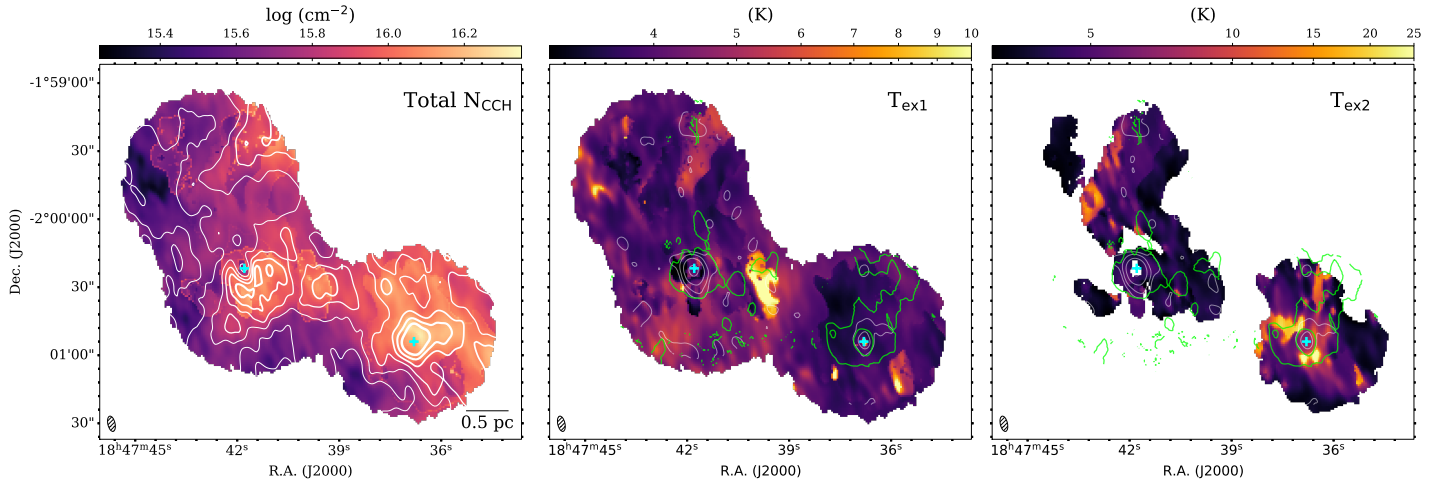 log (cm⁻²) (K) (K)
15.4 15.6 15.8 16.0 16.2 4 5 6 7 8 9 10 5 10 15 20 25
-1°59'00"
Total N_CCH T_ex1 T_ex2
30"
-2°00'00"
Dec. (J2000)
30"
01'00"
0.5 pc
30"
18ʰ47ᵐ45ˢ 42ˢ 39ˢ 36ˢ 18ʰ47ᵐ45ˢ 42ˢ 39ˢ 36ˢ 18ʰ47ᵐ45ˢ 42ˢ 39ˢ 36ˢ
R.A. (J2000) R.A. (J2000) R.A. (J2000)